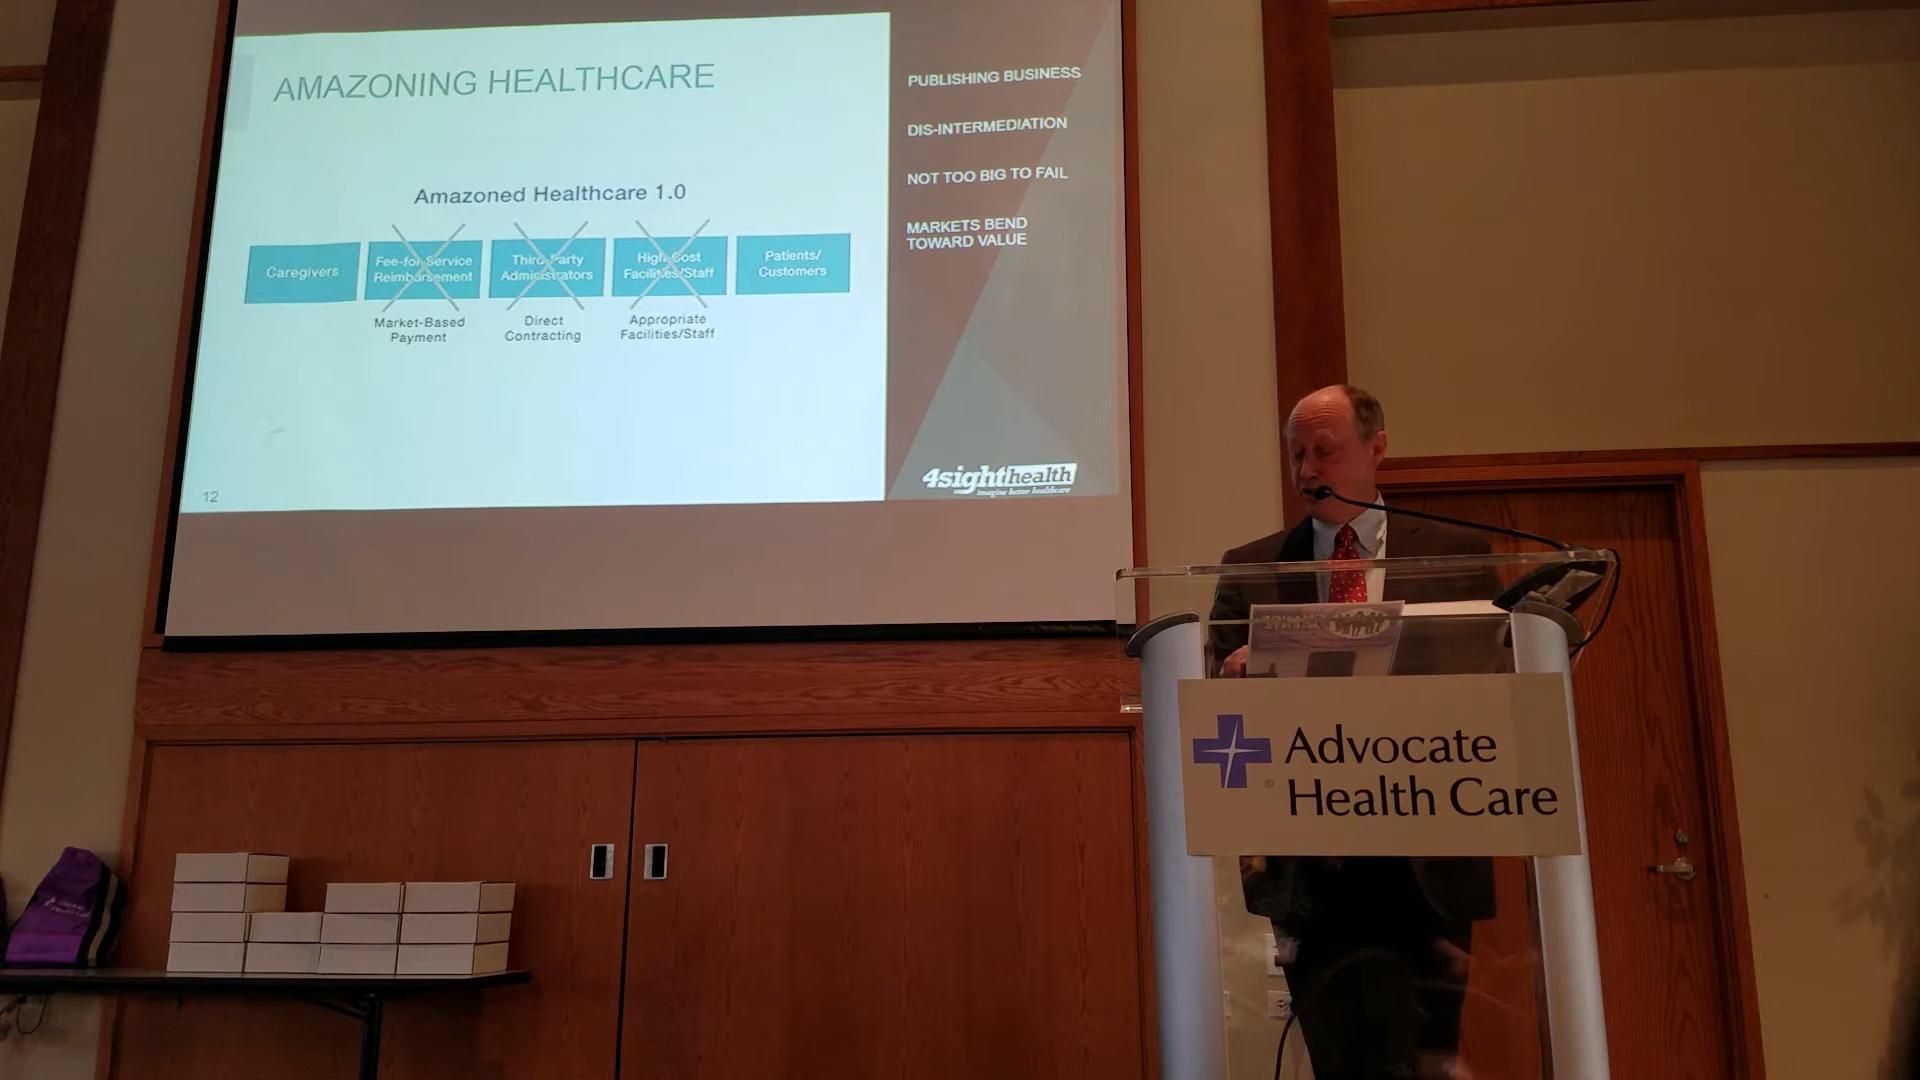 AMAZONING HEALTHCARE
Amazoned Healthcare 1.0
Caregivers
Fee-for-Service
Reimbursement
Third-Party
Administrators
High-Cost
Facilities/Staff
Patients/
Customers
Market-Based
Payment
Direct
Contracting
Appropriate
Facilities/Staff
12
PUBLISHING BUSINESS
DIS-INTERMEDIATION
NOT TOO BIG TO FAIL
MARKETS BEND
TOWARD VALUE
4sighthealth
imagine better healthcare
Advocate
® Health Care